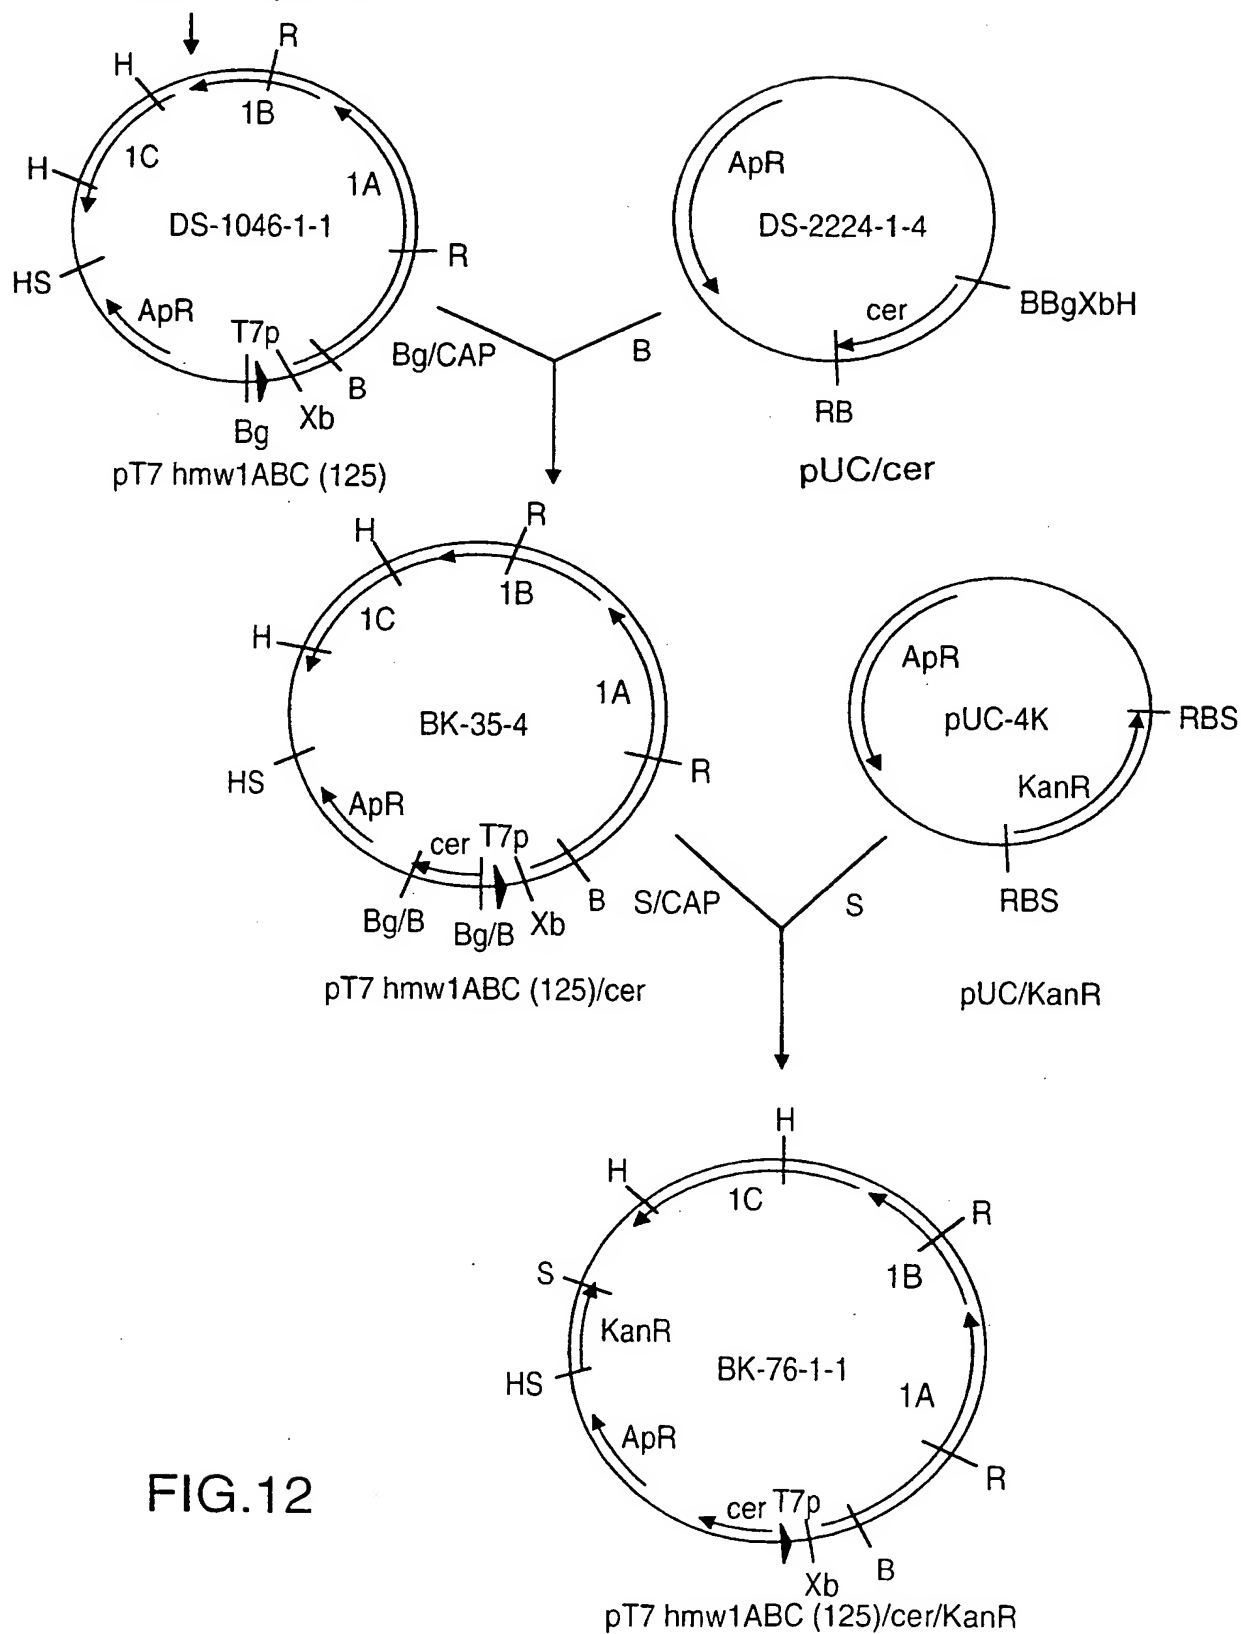 R
H
1B
1C
H
1A
ApR
DS-1046-1-1
DS-2224-1-4
R
HS
ApR
T7p
cer
BBgXbH
Bg/CAP
B
B
Xb
Bg
RB
pT7 hmw1ABC (125)
pUC/cer
R
H
1B
1C
H
ApR
1A
BK-35-4
pUC-4K
RBS
R
HS
KanR
ApR
cer
T7p
B
S/CAP
S
RBS
Bg/B
Bg/B
Xb
pT7 hmw1ABC (125)/cer
pUC/KanR
H
H
1C
R
S
1B
KanR
BK-76-1-1
HS
1A
ApR
R
FIG.12
cer
T7p
B
Xb
pT7 hmw1ABC (125)/cer/KanR